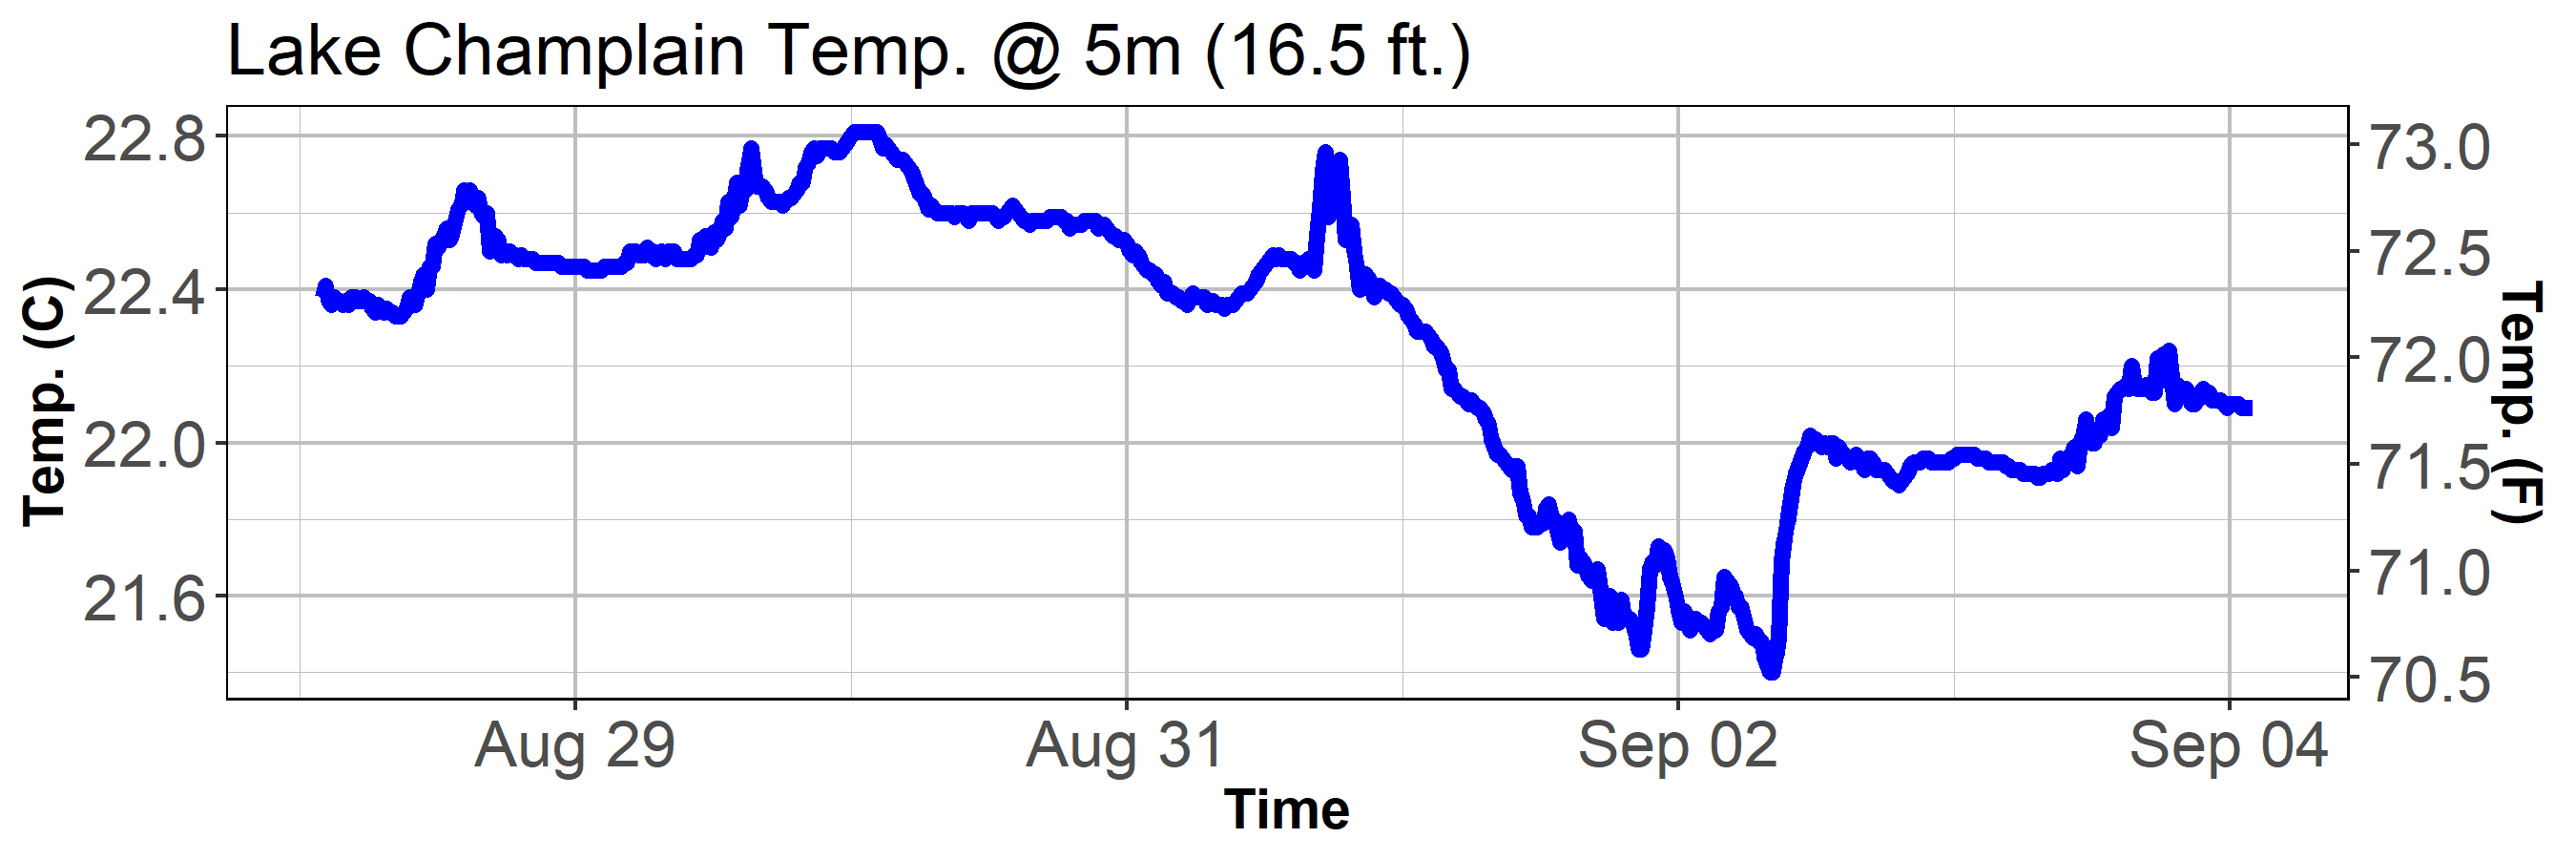 Lake Champlain Temp. @ 5m (16.5 ft.)
22.8
22.4
22.0
21.6
Temp. (C)
73.0
72.5
72.0
71.5
71.0
70.5
Temp. (F)
Aug 29 Aug 31 Sep 02 Sep 04
Time